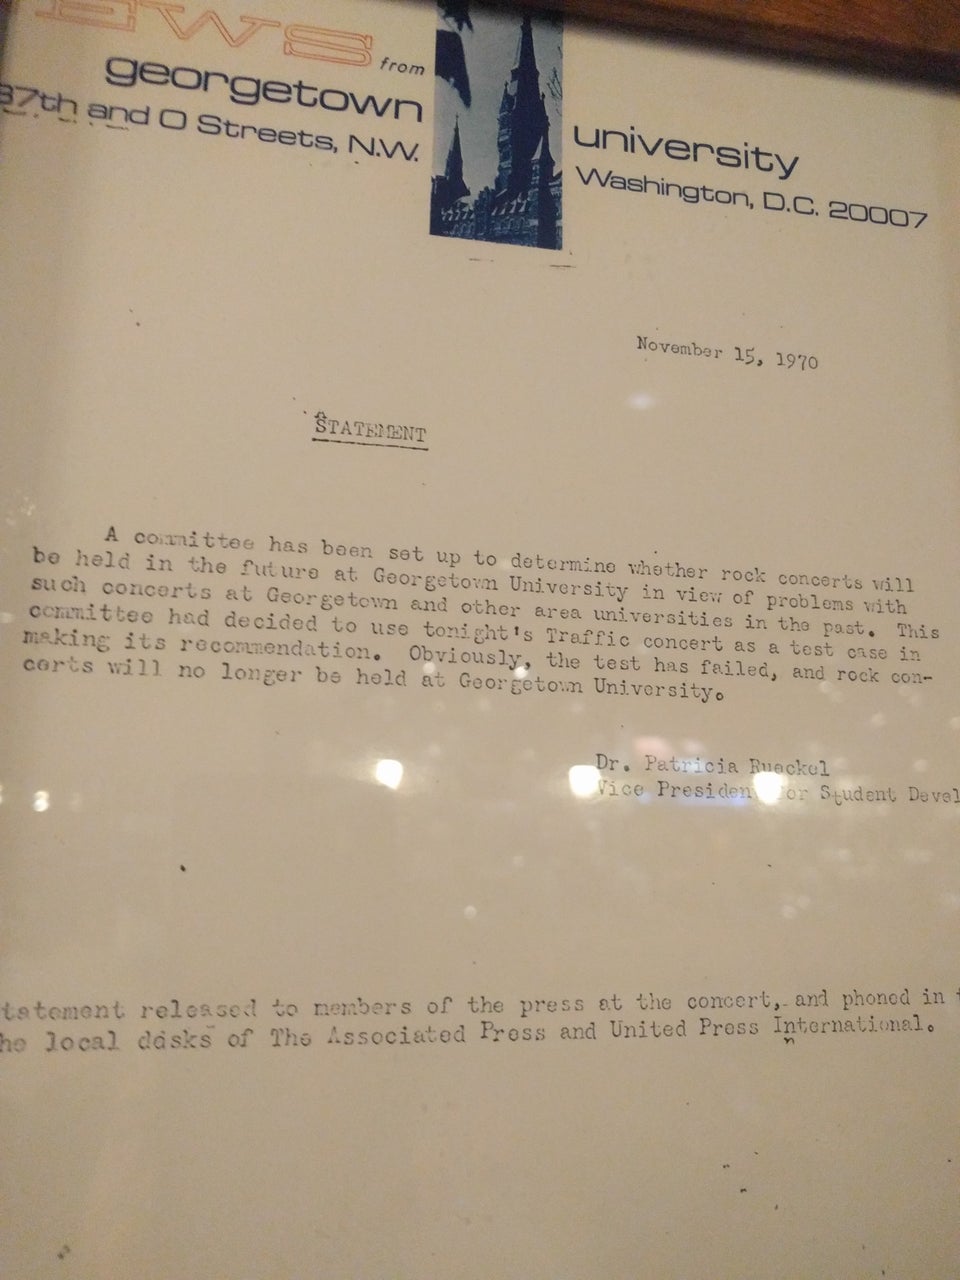 EWS from
georgetown university
37th and O Streets, N.W. Washington, D.C. 20007
November 15, 1970
STATEMENT
A committee has been set up to determine whether rock concerts will
be held in the future at Georgetown University in view of problems with
such concerts at Georgetown and other area universities in the past. This
committee had decided to use tonight's Traffic concert as a test case in
making its recommendation. Obviously, the test has failed, and rock con-
certs will no longer be held at Georgetown University.
Dr. Patricia Rueckel
Vice President for Student Devel
tatement released to members of the press at the concert, and phoned in t
he local désks of The Associated Press and United Press International.